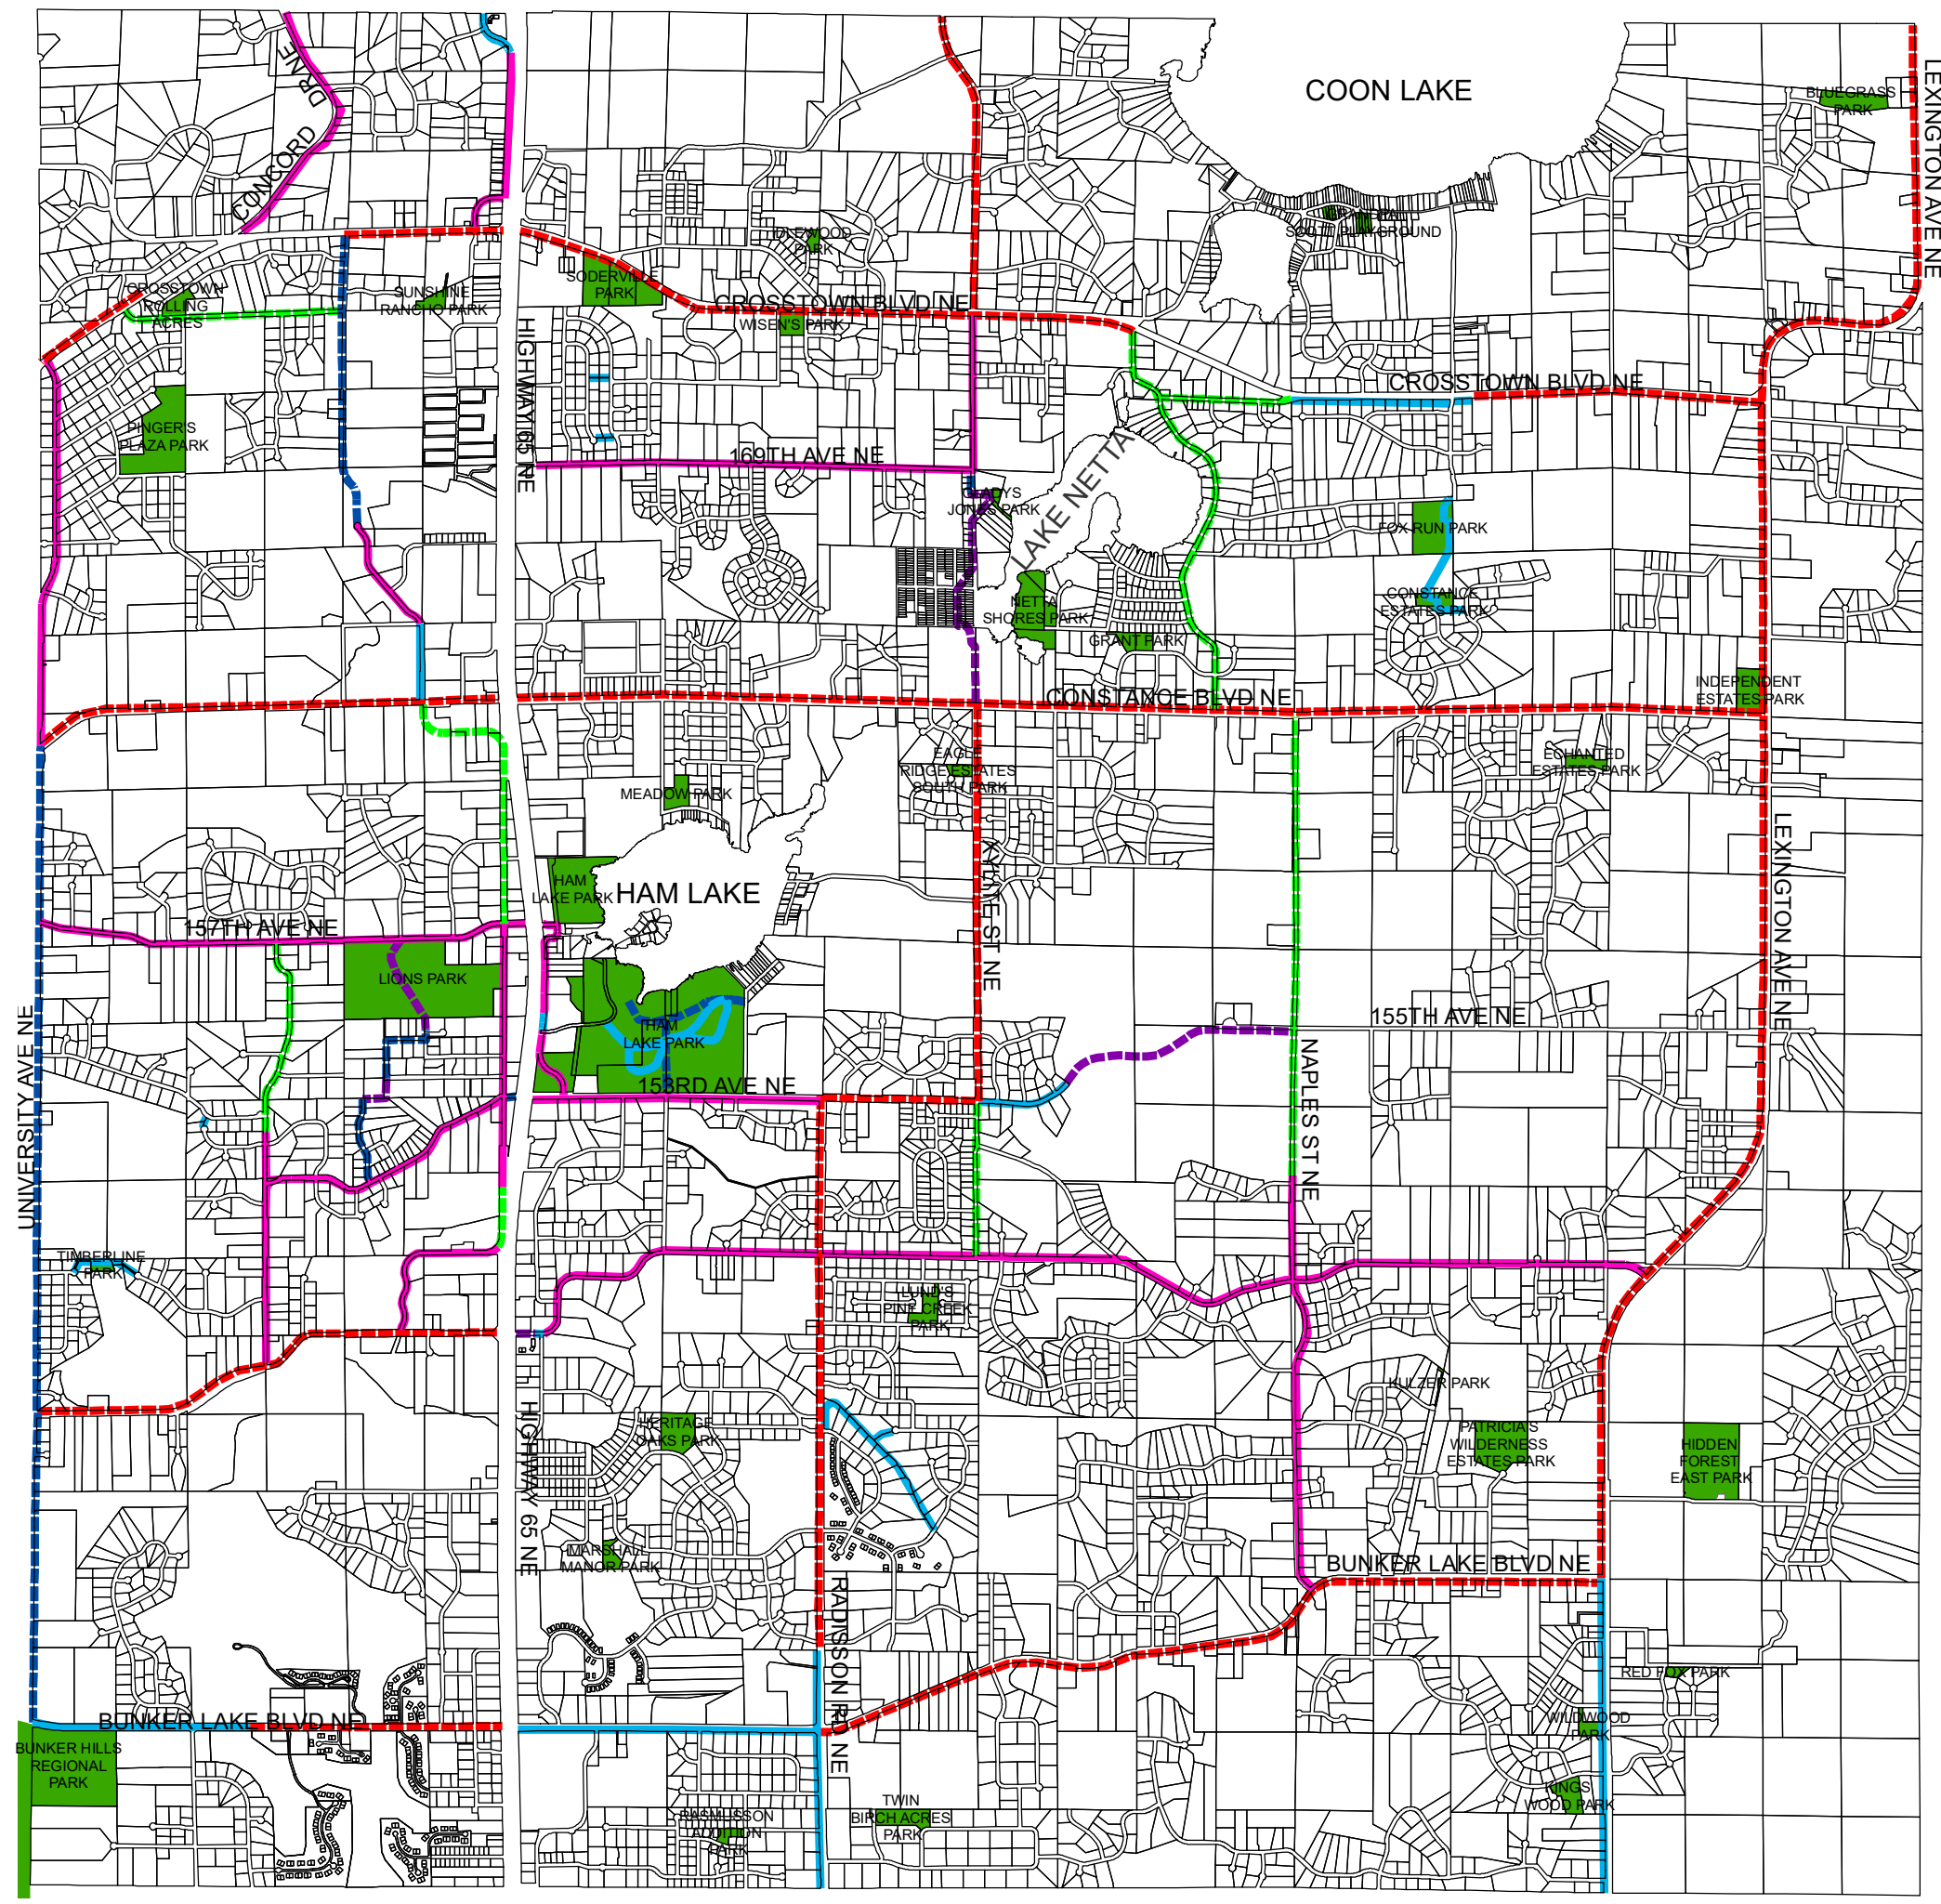 COON LAKE
LEXINGTON AVE NE
BLUEGRASS
PARK
CONCORD DR NE
SCOTT PLAYGROUND
IDLEWOOD
PARK
SODERVILLE
PARK
CROSSTOWN
ROLLING
ACRES
SUNSHINE
RANCHO PARK
CROSSTOWN BLVD NE
WISEN'S PARK
HIGHWAY 65 NE
CROSSTOWN BLVD NE
PINGER'S
PLAZA PARK
169TH AVE NE
LAKE NETTA
GLADYS
JONES PARK
FOX RUN PARK
CONSTANCE
ESTATES PARK
NETTA
SHORES PARK
GRANT PARK
INDEPENDENT
ESTATES PARK
CONSTANCE BLVD NE
EAGLE
RIDGE ESTATES
SOUTH PARK
ECHANTED
ESTATES PARK
MEADOW PARK
LEXINGTON AVE NE
HAM
LAKE PARK
HAM LAKE
XYLITE ST NE
157TH AVE NE
LIONS PARK
UNIVERSITY AVE NE
HAM
LAKE PARK
155TH AVE NE
153RD AVE NE
NAPLES ST NE
TIMBERLINE
PARK
LUND'S
PINY CREEK
PARK
KULZER PARK
HIGHWAY 65 NE
HERITAGE
OAKS PARK
PATRICIA'S
WILDERNESS
ESTATES PARK
HIDDEN
FOREST
EAST PARK
MARSHALL
MANOR PARK
RADISSON RD NE
BUNKER LAKE BLVD NE
RED FOX PARK
WILDWOOD
PARK
BUNKER LAKE BLVD NE
BUNKER HILLS
REGIONAL
PARK
KINGS
WOOD PARK
TWIN
BIRCH ACRES
PARK
RASMUSSON
ADDITION
PARK